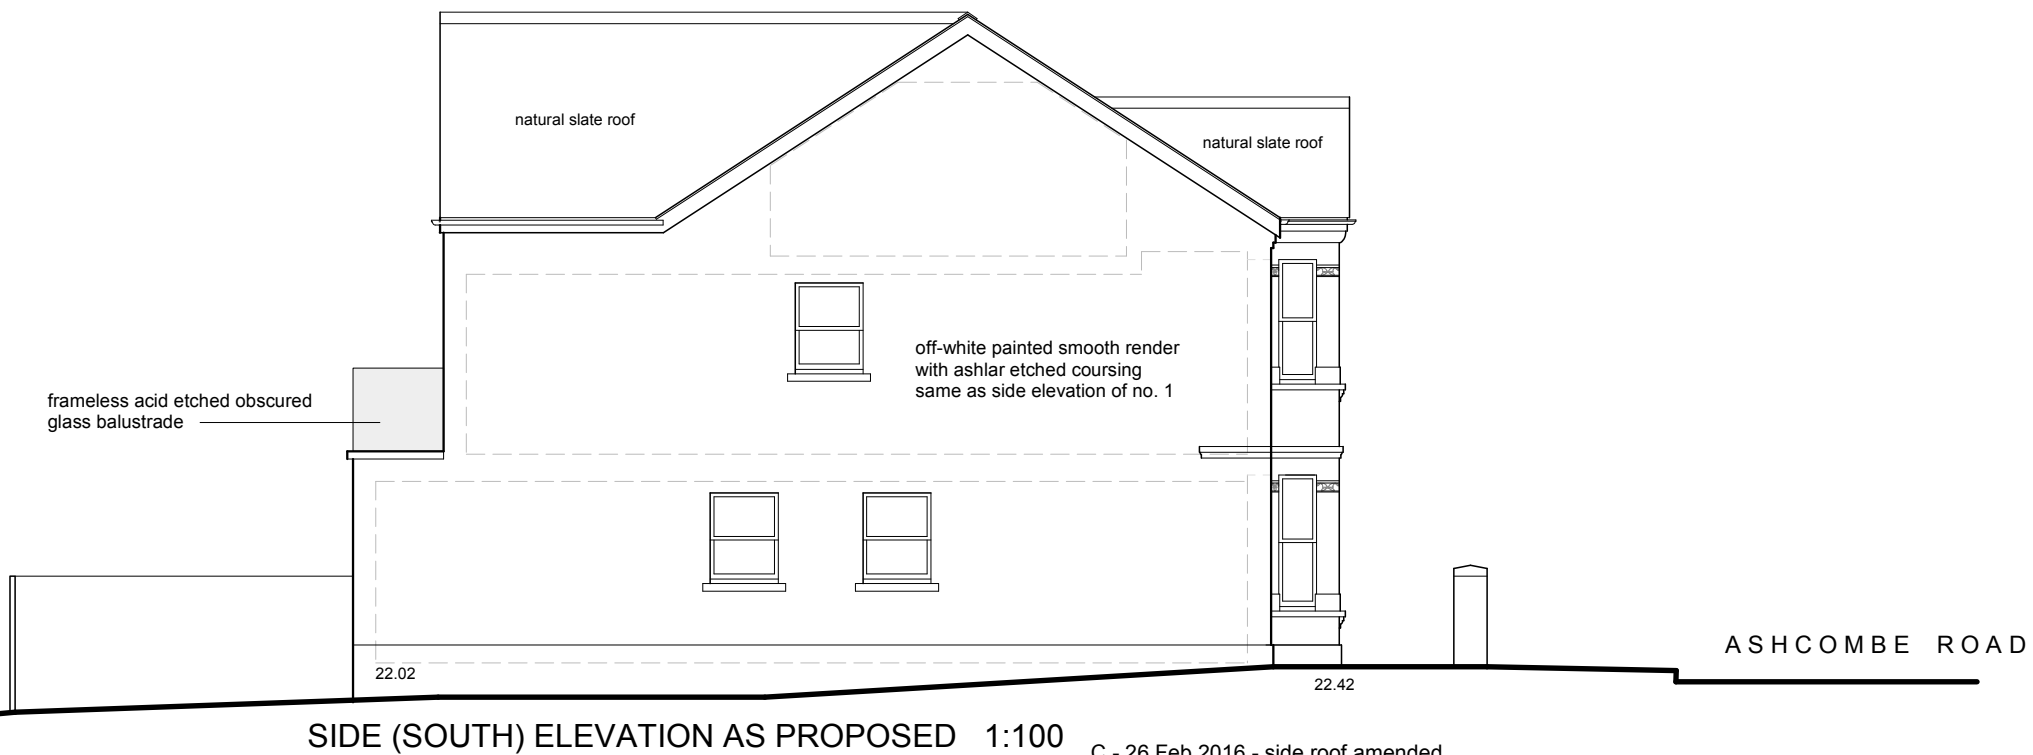 natural slate roof
natural slate roof
off-white painted smooth render
with ashlar etched coursing
same as side elevation of no. 1
frameless acid etched obscured
glass balustrade
ASHCOMBE ROAD
22.02
22.42
SIDE (SOUTH) ELEVATION AS PROPOSED 1:100
C - 26 Feb 2016 - side roof amended